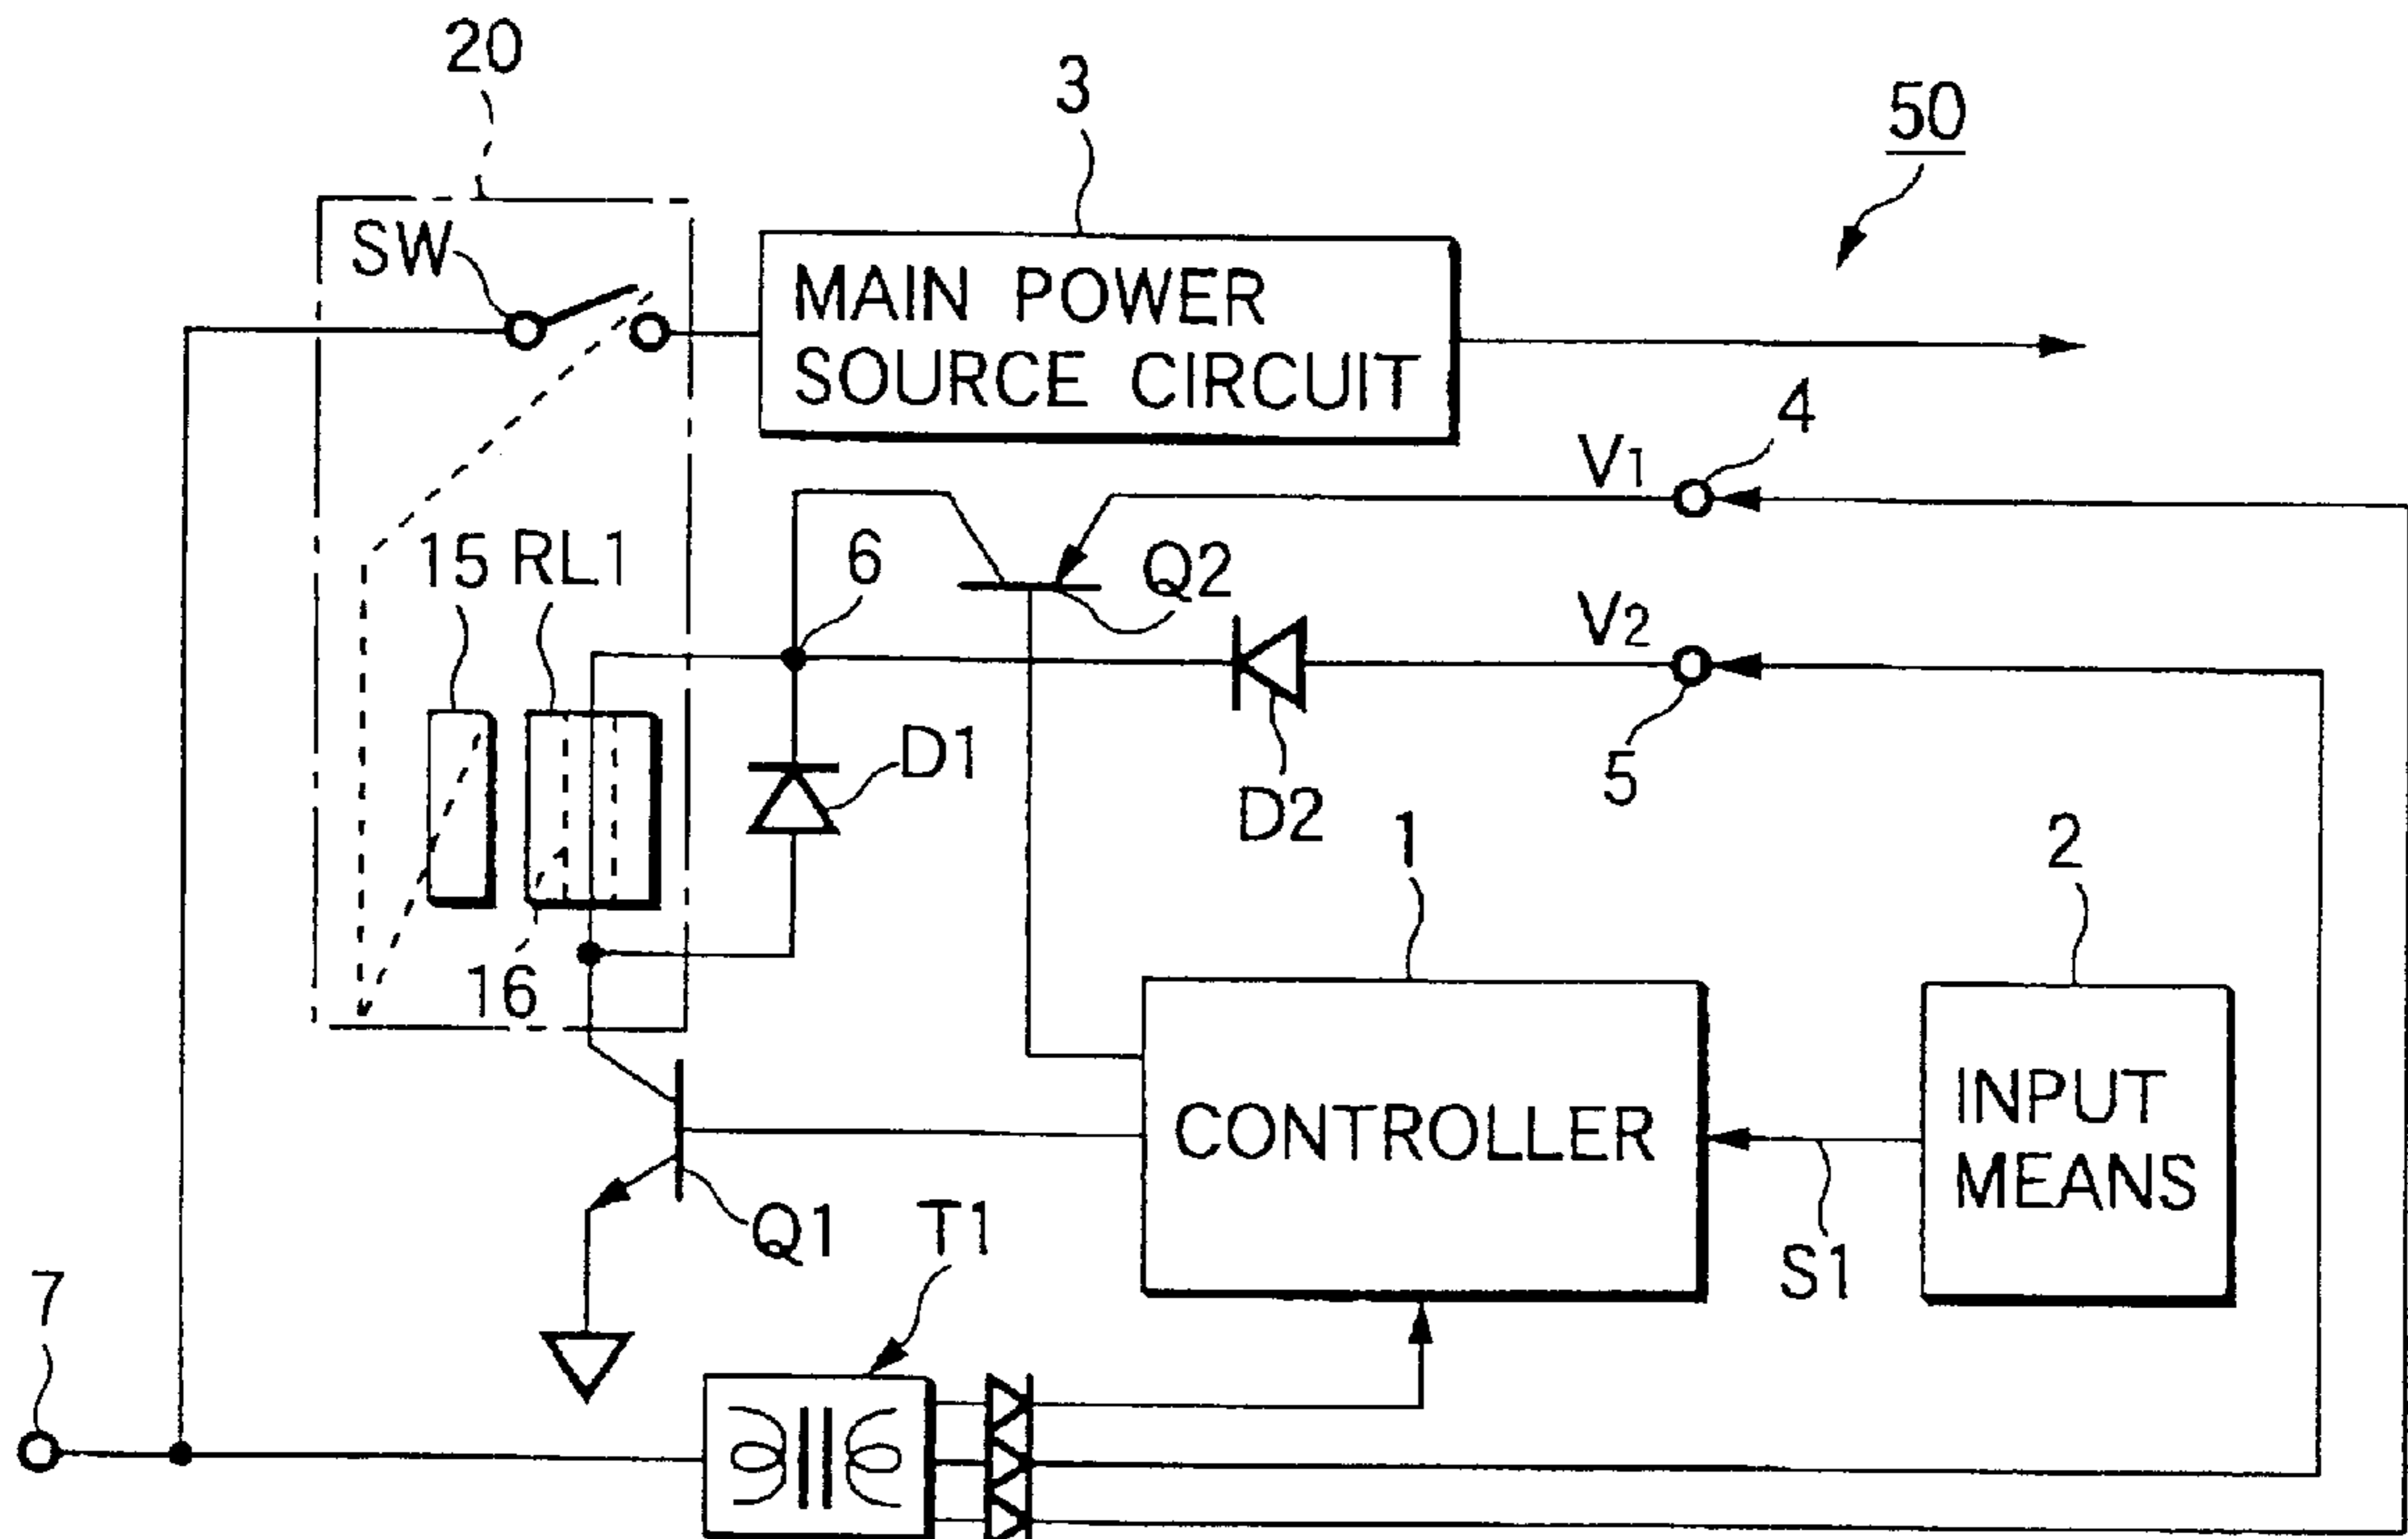 20
3
50
SW
MAIN POWER
SOURCE CIRCUIT
4
V1
15 RL1
6
Q2
V2
D1
5
D2
1
2
16
CONTROLLER
INPUT
MEANS
Q1
T1
S1
7